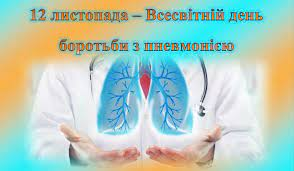 12 листопада – Всесвітній день
боротьби з пневмонією